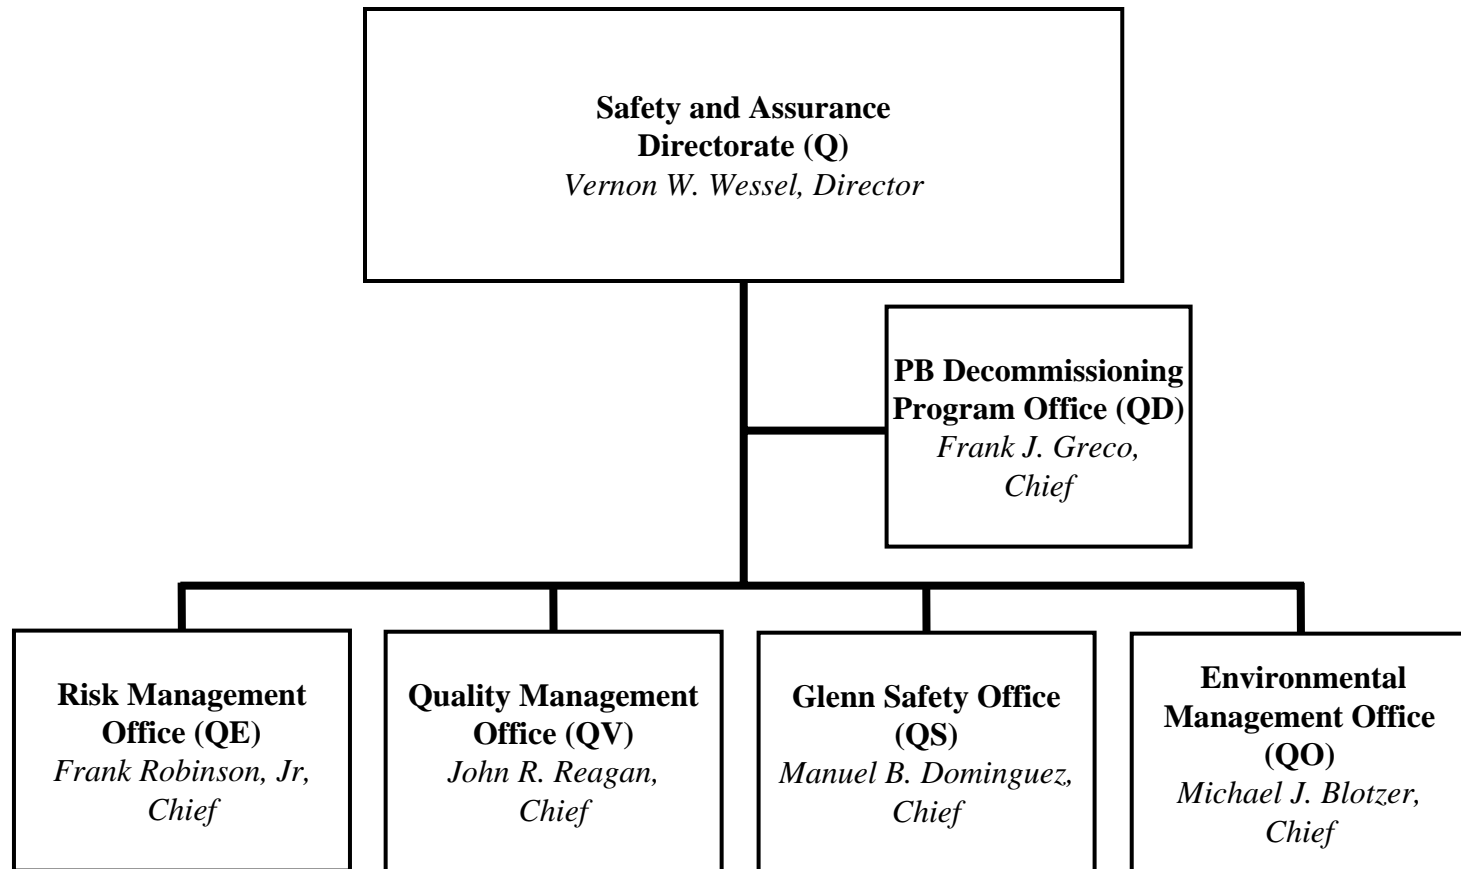 Safety and Assurance
Directorate (Q)
Vernon W. Wessel, Director
PB Decommissioning
Program Office (QD)
Frank J. Greco,
Chief
Risk Management
Office (QE)
Frank Robinson, Jr,
Chief
Quality Management
Office (QV)
John R. Reagan,
Chief
Glenn Safety Office
(QS)
Manuel B. Dominguez,
Chief
Environmental
Management Office
(QO)
Michael J. Blotzer,
Chief